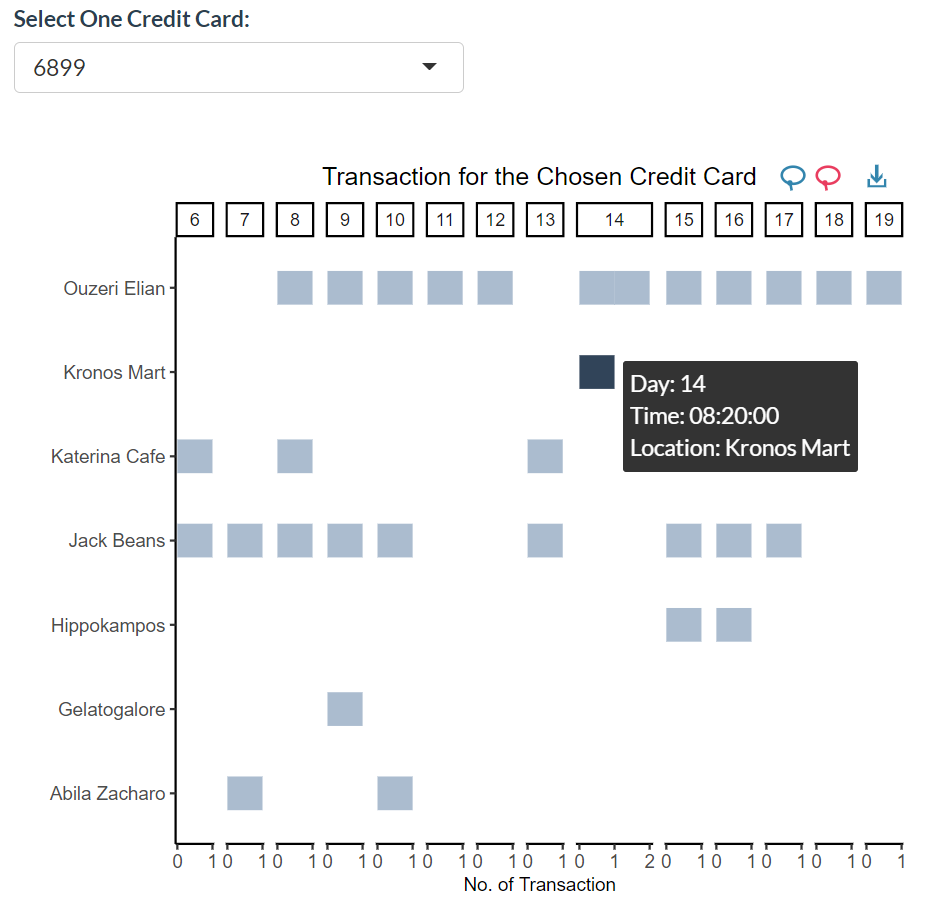 Select One Credit Card:
6899
Transaction for the Chosen Credit Card
6 7 8 9 10 11 12 13 14 15 16 17 18 19
Ouzeri Elian
Kronos Mart
Day: 14
Time: 08:20:00
Location: Kronos Mart
Katerina Cafe
Jack Beans
Hippokampos
Gelatogalore
Abila Zacharo
0 1 0 1 0 1 0 1 0 1 0 1 0 1 0 1 0 1 2 0 1 0 1 0 1 0 1 0 1
No. of Transaction